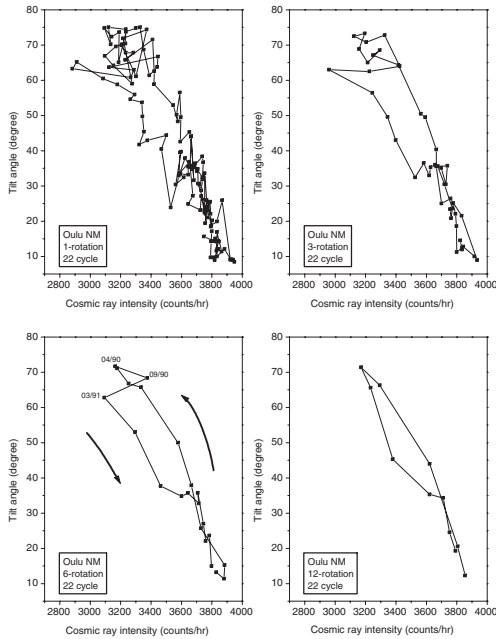 80
70
60
50
40
30
20
10
Tilt angle (degree)
Oulu NM
1-rotation
22 cycle
2800 3000 3200 3400 3600 3800 4000
Cosmic ray intensity (counts/hr)
80
70
60
50
40
30
20
10
Tilt angle (degree)
Oulu NM
3-rotation
22 cycle
2800 3000 3200 3400 3600 3800 4000
Cosmic ray intensity (counts/hr)
80
70
60
50
40
30
20
10
Tilt angle (degree)
04/90
09/90
03/91
Oulu NM
6-rotation
22 cycle
2800 3000 3200 3400 3600 3800 4000
Cosmic ray intensity (counts/hr)
80
70
60
50
40
30
20
10
Tilt angle (degree)
Oulu NM
12-rotation
22 cycle
2800 3000 3200 3400 3600 3800 4000
Cosmic ray intensity (counts/hr)